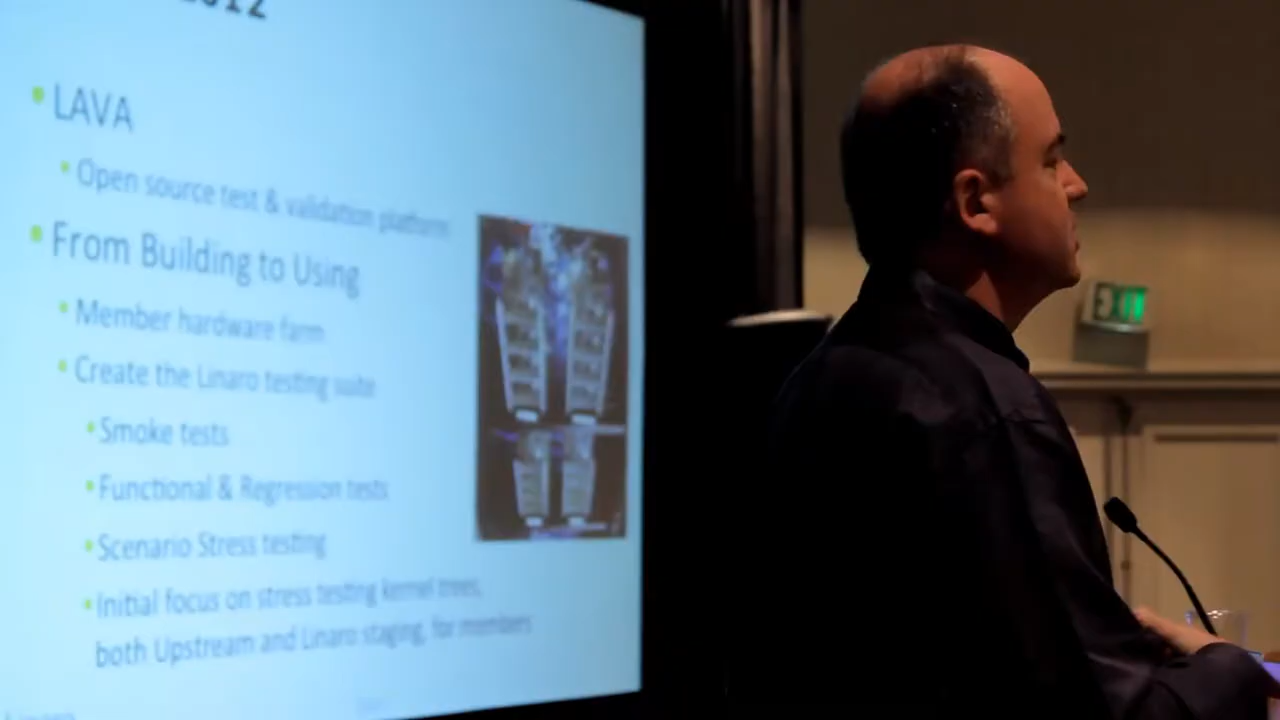 2012
LAVA
Open source test & validation platform
From Building to Using
Member hardware farm
Create the Linaro testing suite
Smoke tests
Functional & Regression tests
Scenario Stress testing
Initial focus on stress testing kernel trees,
both Upstream and Linaro staging, for members
Linaro
EXIT